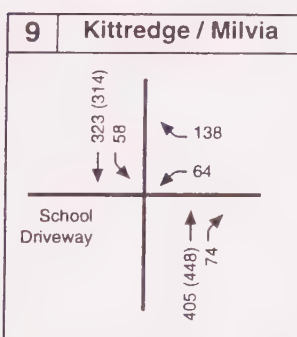 9 Kittredge / Milvia
323 (314)
58
138
64
School
Driveway
405 (448)
74